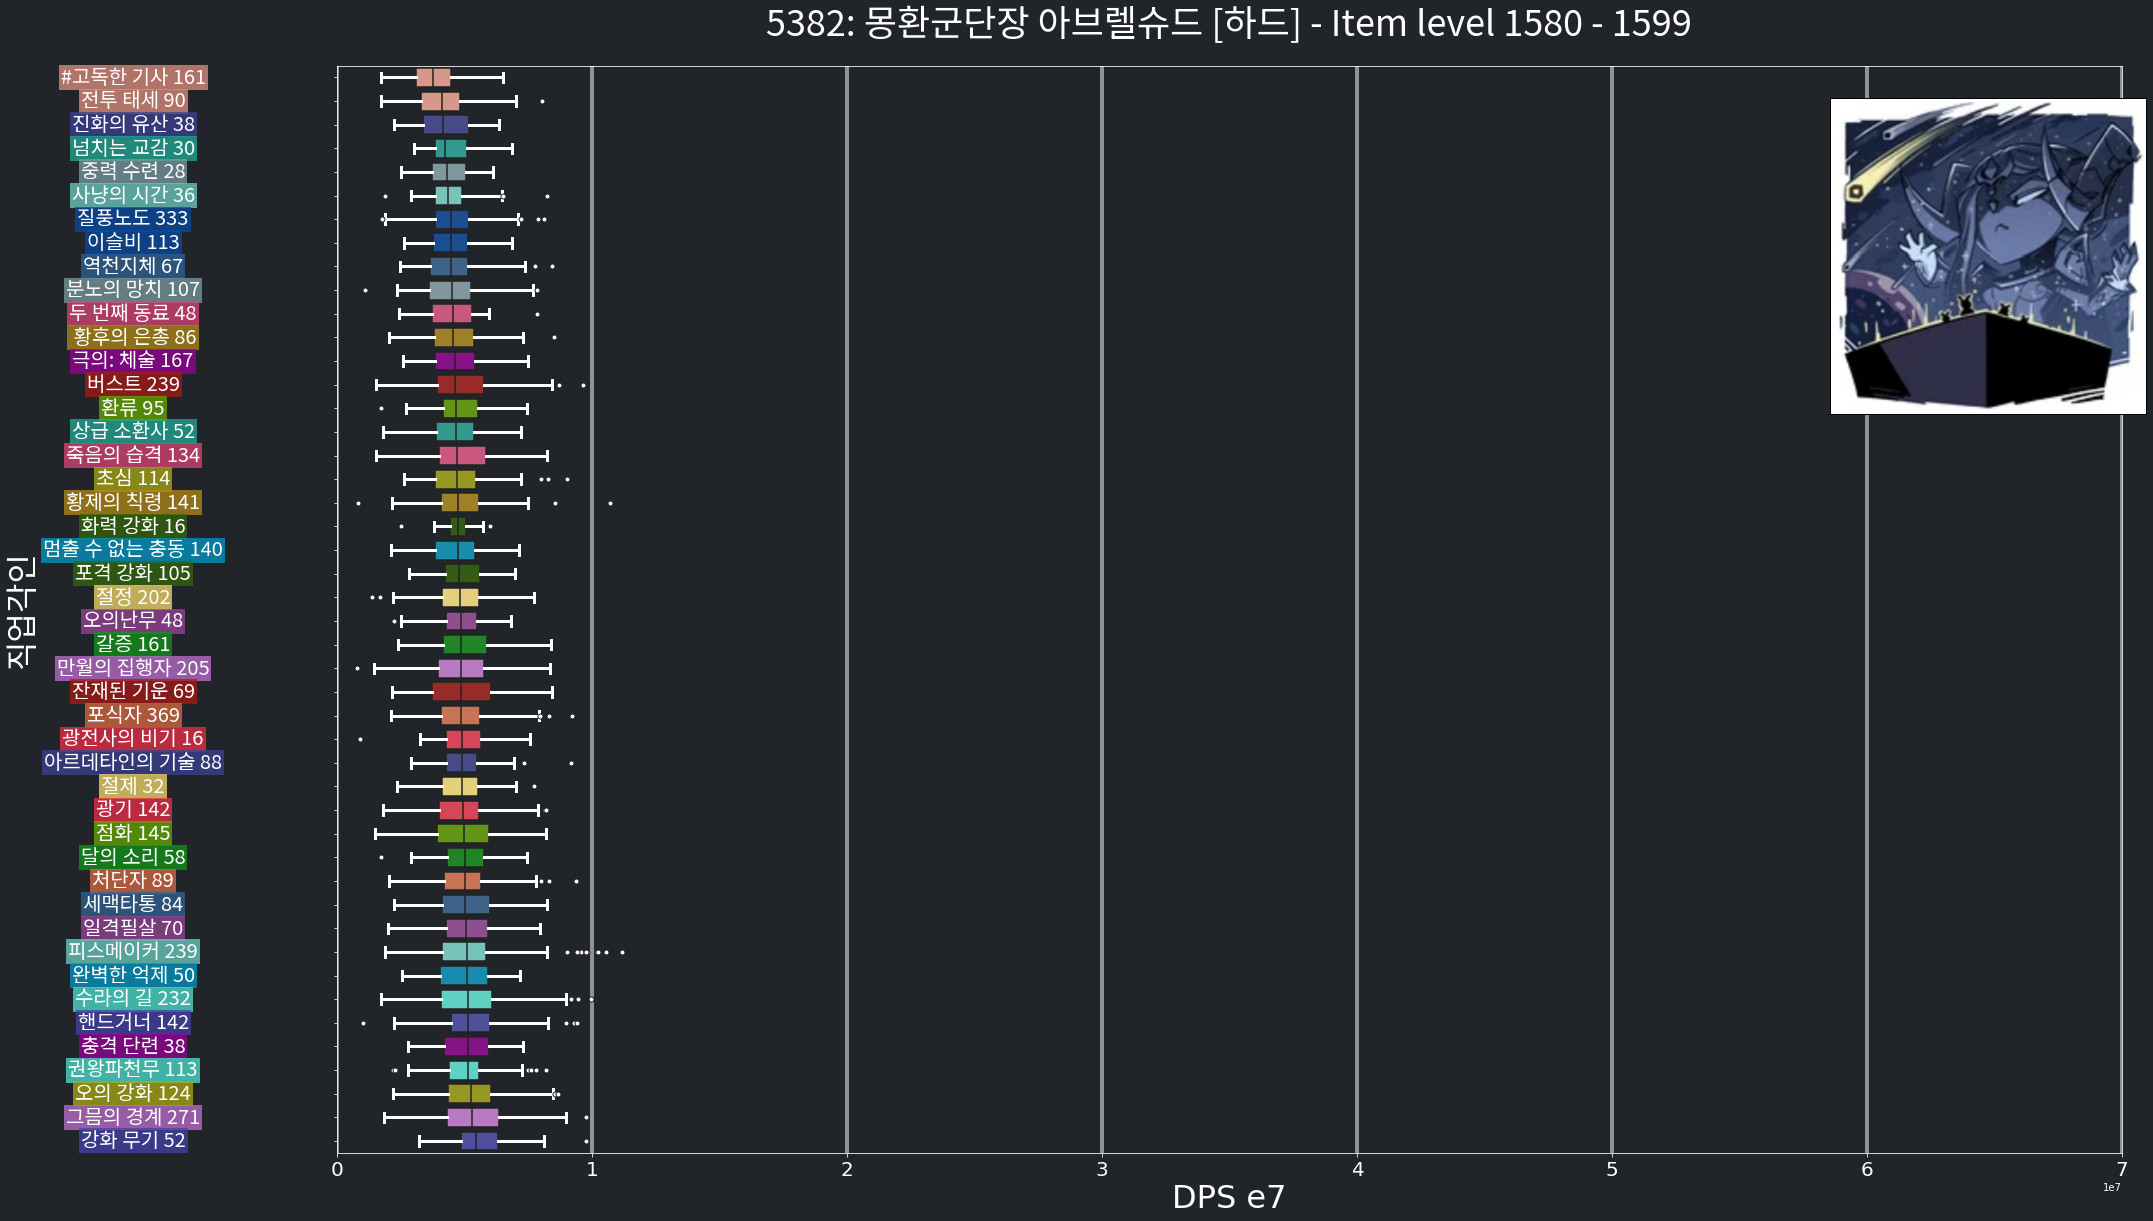 5382: 몽환군단장 아브렐슈드 [하드] - Item level 1580 - 1599
#고독한 기사 161
전투 태세 90
진화의 유산 38
넘치는 교감 30
중력 수련 28
사냥의 시간 36
질풍노도 333
이슬비 113
역천지체 67
분노의 망치 107
두 번째 동료 48
황후의 은총 86
극의: 체술 167
버스트 239
환류 95
상급 소환사 52
죽음의 습격 134
초심 114
황제의 칙령 141
화력 강화 16
멈출 수 없는 충동 140
포격 강화 105
절정 202
오의난무 48
갈증 161
만월의 집행자 205
잔재된 기운 69
포식자 369
광전사의 비기 16
아르데타인의 기술 88
절제 32
광기 142
점화 145
달의 소리 58
처단자 89
세맥타통 84
일격필살 70
피스메이커 239
완벽한 억제 50
수라의 길 232
핸드거너 142
충격 단련 38
권왕파천무 113
오의 강화 124
그믐의 경계 271
강화 무기 52
직업각인
0 1 2 3 4 5 6 7
1e7
DPS e7